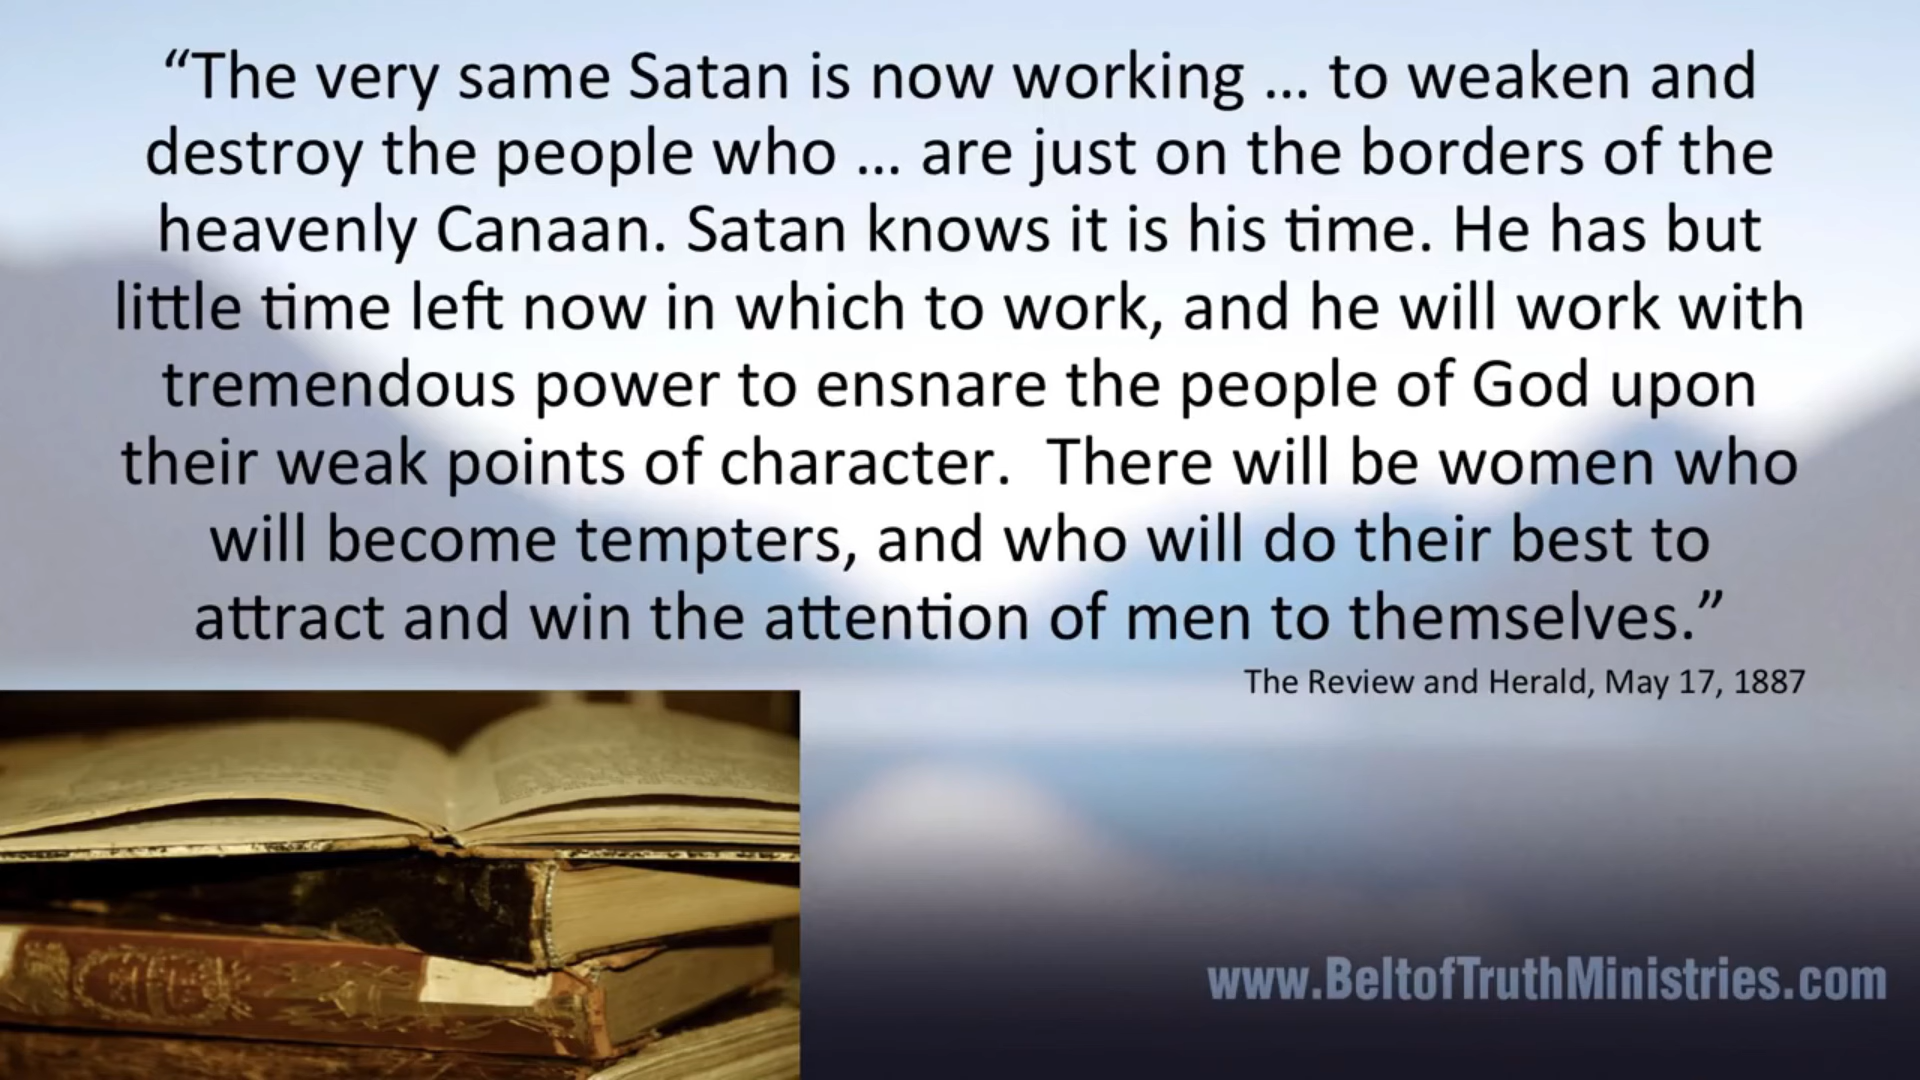 “The very same Satan is now working ... to weaken and
destroy the people who ... are just on the borders of the
heavenly Canaan. Satan knows it is his time. He has but
little time left now in which to work, and he will work with
tremendous power to ensnare the people of God upon
their weak points of character.  There will be women who
will become tempters, and who will do their best to
attract and win the attention of men to themselves.”
The Review and Herald, May 17, 1887
www.BeltofTruthMinistries.com